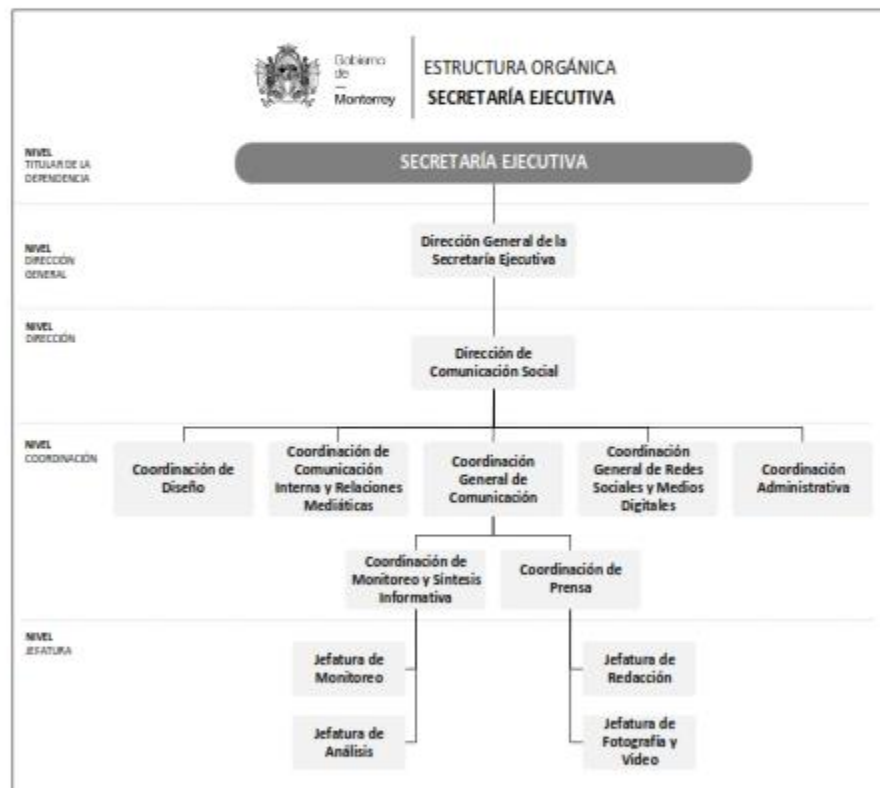 Gobierno
de
—
Monterrey
ESTRUCTURA ORGÁNICA
SECRETARÍA EJECUTIVA
NIVEL
TITULAR DE LA
DEPENDENCIA
SECRETARÍA EJECUTIVA
NIVEL
DIRECCIÓN
GENERAL
Dirección General de la
Secretaría Ejecutiva
NIVEL
DIRECCIÓN
Dirección de
Comunicación Social
NIVEL
COORDINACIÓN
Coordinación de
Diseño
Coordinación de
Comunicación
Interna y Relaciones
Mediáticas
Coordinación
General de
Comunicación
Coordinación
General de Redes
Sociales y Medios
Digitales
Coordinación
Administrativa
Coordinación de
Monitoreo y Síntesis
Informativa
Coordinación de
Prensa
NIVEL
JEFATURA
Jefatura de
Monitoreo
Jefatura de
Redacción
Jefatura de
Análisis
Jefatura de
Fotografía y
Video